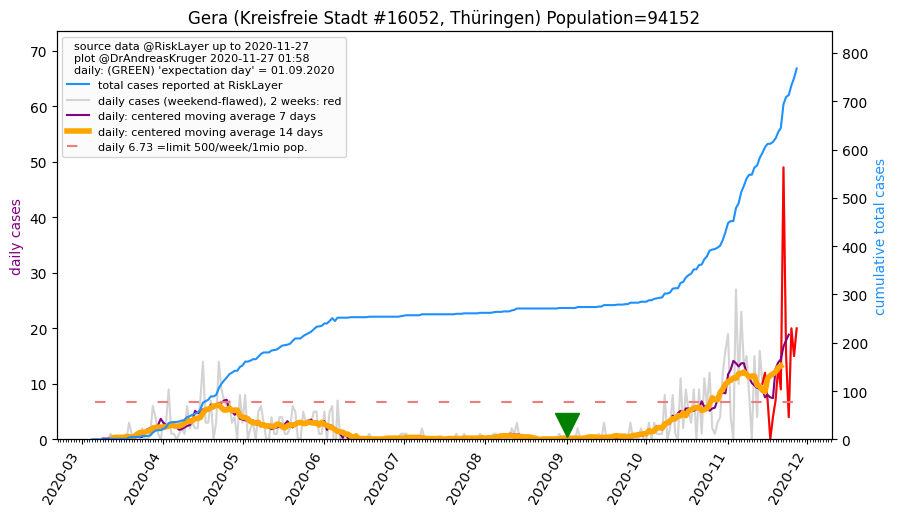 Gera (Kreisfreie Stadt #16052, Thüringen) Population=94152
source data @RiskLayer up to 2020-11-27
plot @DrAndreasKruger 2020-11-27 01:58
daily: (GREEN) 'expectation day' = 01.09.2020
total cases reported at RiskLayer
daily cases (weekend-flawed), 2 weeks: red
daily: centered moving average 7 days
daily: centered moving average 14 days
daily 6.73 =limit 500/week/1mio pop.
daily cases
70
60
50
40
30
20
10
0
cumulative total cases
800
700
600
500
400
300
200
100
0
2020-03
2020-04
2020-05
2020-06
2020-07
2020-08
2020-09
2020-10
2020-11
2020-12